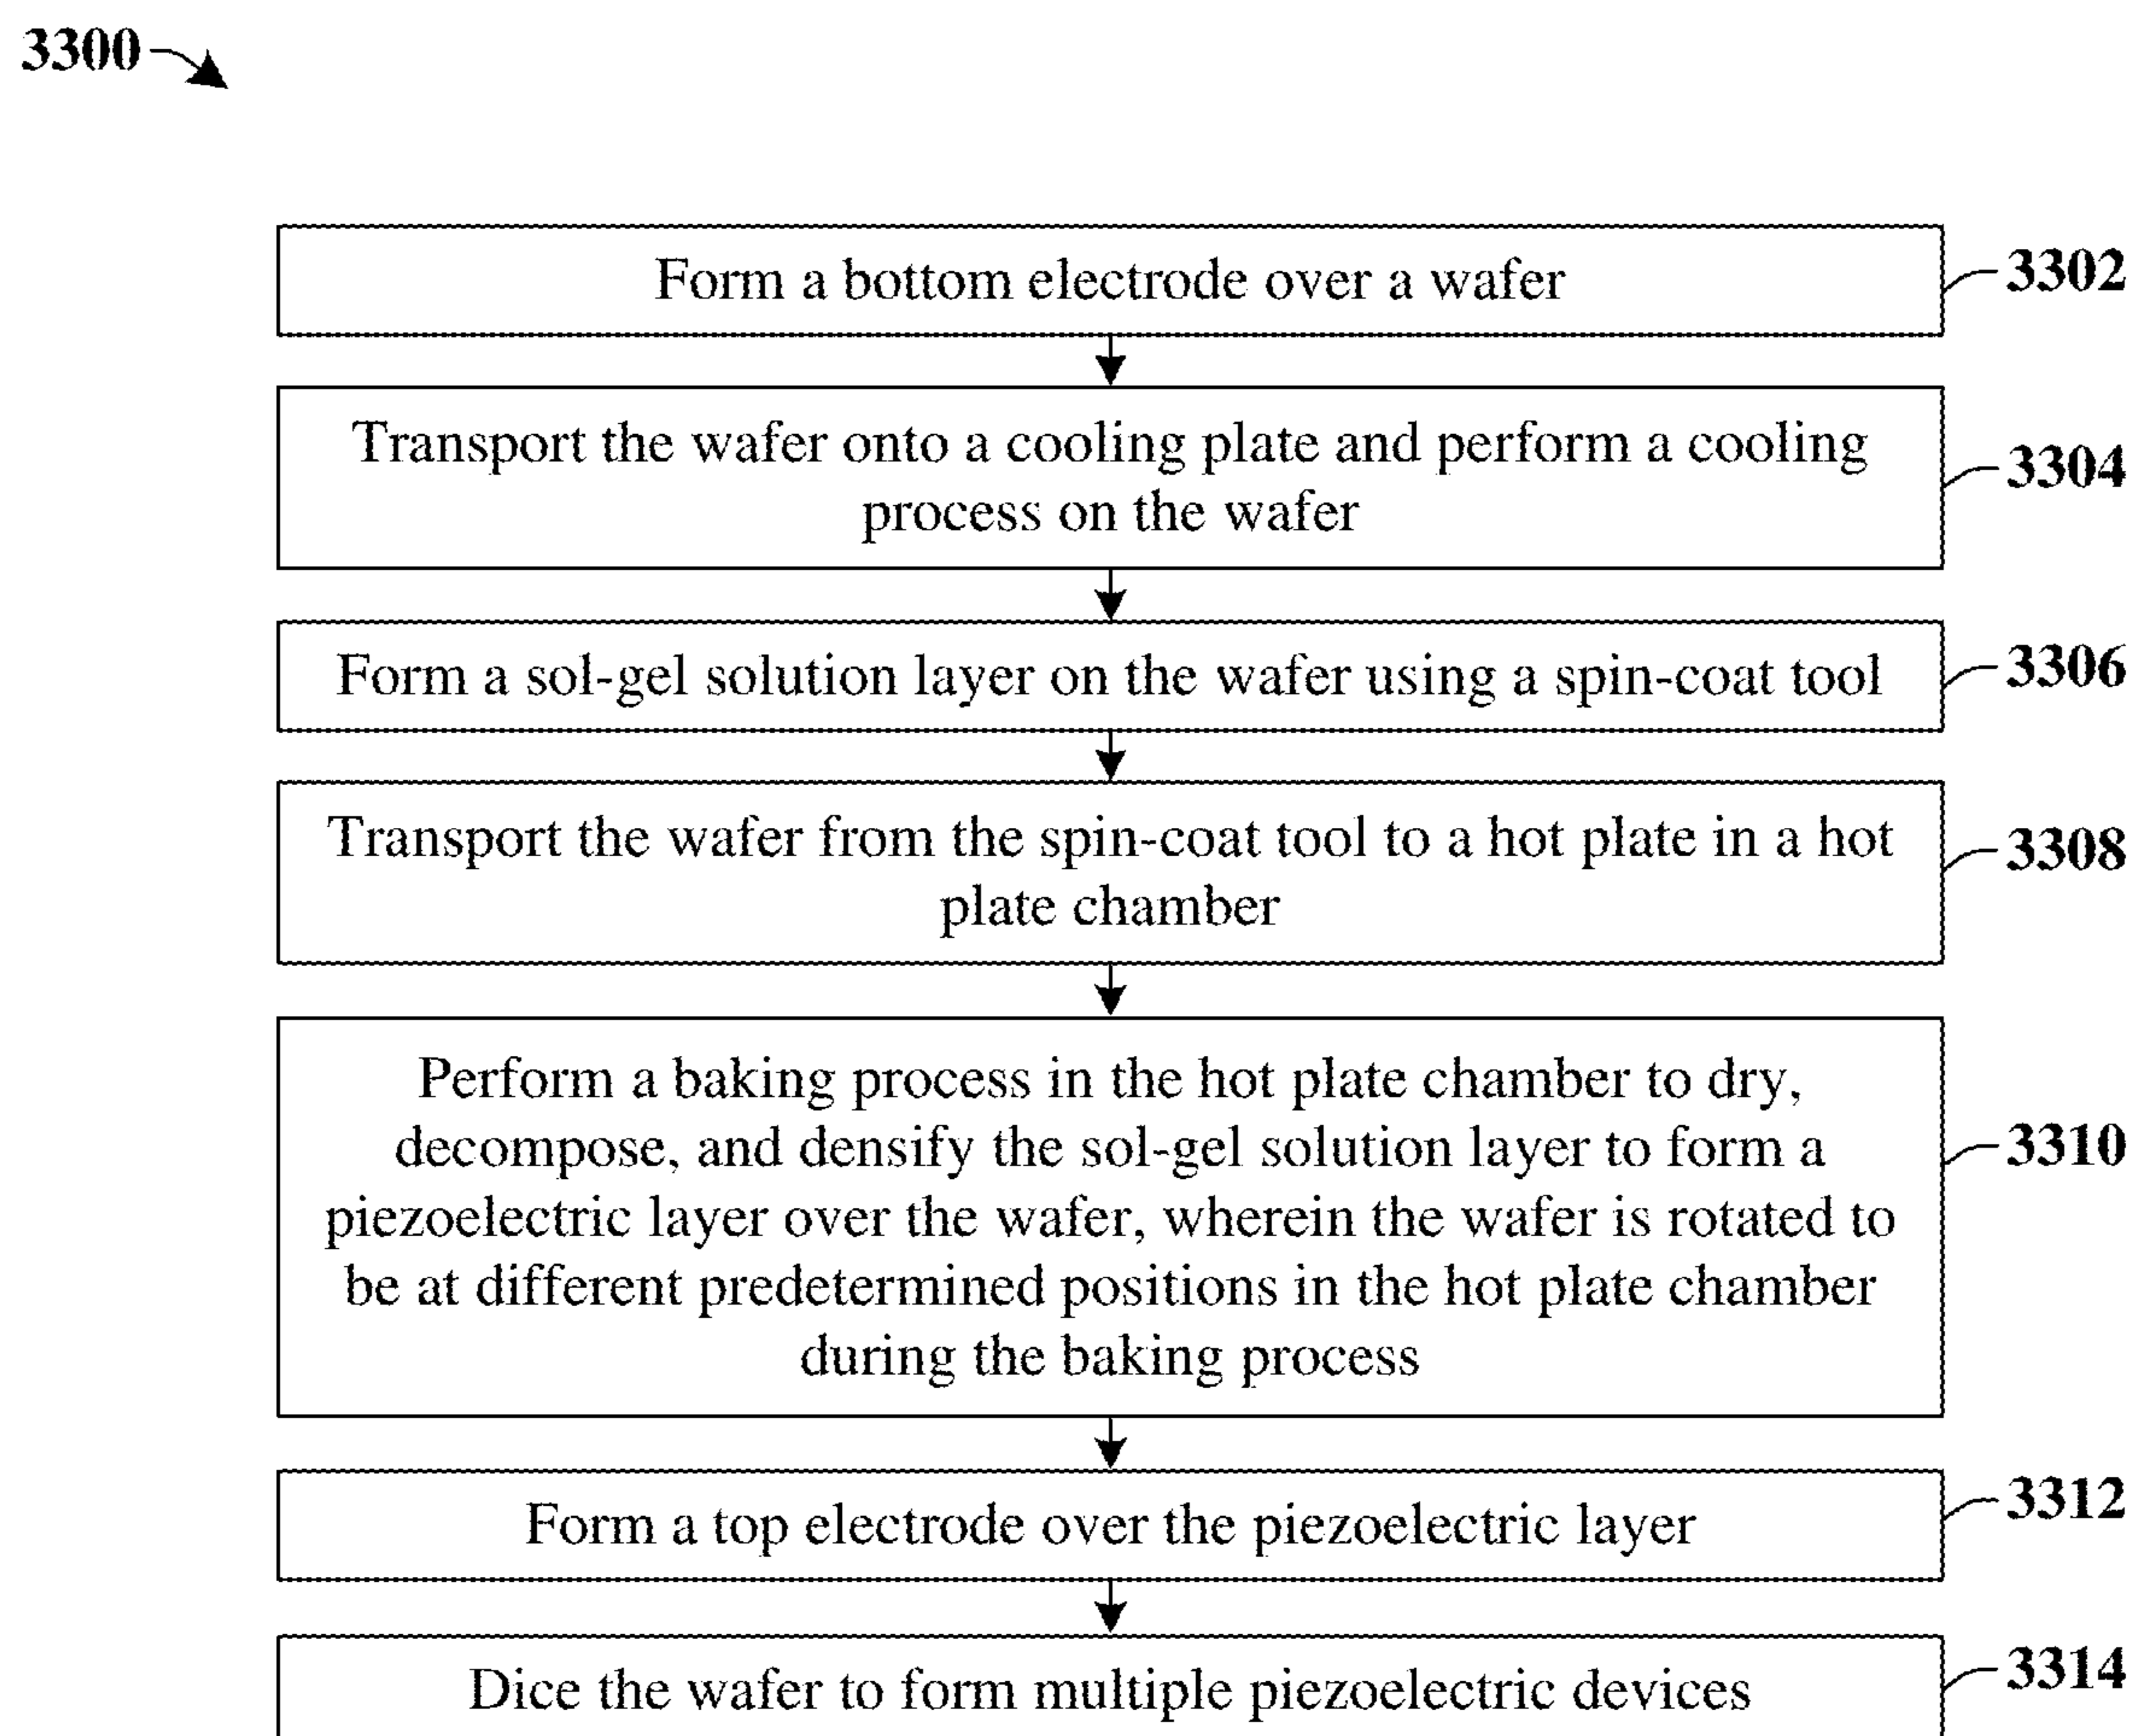 3300
Form a bottom electrode over a wafer
3302
Transport the wafer onto a cooling plate and perform a cooling
process on the wafer
3304
Form a sol-gel solution layer on the wafer using a spin-coat tool
3306
Transport the wafer from the spin-coat tool to a hot plate in a hot
plate chamber
3308
Perform a baking process in the hot plate chamber to dry,
decompose, and densify the sol-gel solution layer to form a
piezoelectric layer over the wafer, wherein the wafer is rotated to
be at different predetermined positions in the hot plate chamber
during the baking process
3310
Form a top electrode over the piezoelectric layer
3312
Dice the wafer to form multiple piezoelectric devices
3314